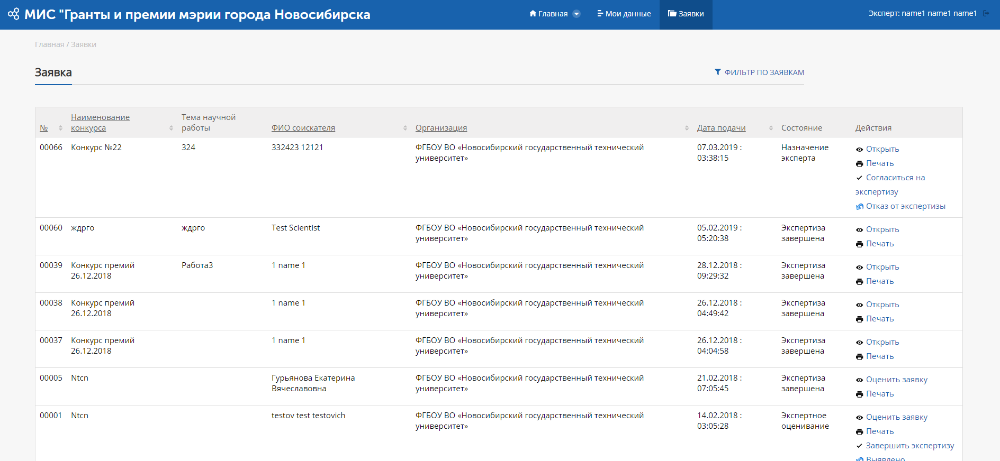 МИС "Гранты и премии мэрии города Новосибирска
Главная
Мои данные
Заявки
Эксперт: name1 name1 name1
Главная / Заявки
Заявка
ФИЛЬТР ПО ЗАЯВКАМ
№
Наименование
конкурса
Тема научной
работы
ФИО соискателя
Организация
Дата подачи
Состояние
Действия
00066
Конкурс №22
324
332423 12121
ФГБОУ ВО «Новосибирский государственный технический
университет»
07.03.2019 :
03:38:15
Назначение
эксперта
Открыть
Печать
Согласиться на
экспертизу
Отказ от экспертизы
00060
ждрго
ждрго
Test Scientist
ФГБОУ ВО «Новосибирский государственный технический
университет»
05.02.2019 :
05:20:38
Экспертиза
завершена
Открыть
Печать
00039
Конкурс премий
26.12.2018
Работа3
1 name 1
ФГБОУ ВО «Новосибирский государственный технический
университет»
28.12.2018 :
09:29:32
Экспертиза
завершена
Открыть
Печать
00038
Конкурс премий
26.12.2018
1 name 1
ФГБОУ ВО «Новосибирский государственный технический
университет»
26.12.2018 :
04:49:42
Экспертиза
завершена
Открыть
Печать
00037
Конкурс премий
26.12.2018
1 name 1
ФГБОУ ВО «Новосибирский государственный технический
университет»
26.12.2018 :
04:04:58
Экспертиза
завершена
Открыть
Печать
00005
Ntcn
Гурьянова Екатерина
Вячеславовна
ФГБОУ ВО «Новосибирский государственный технический
университет»
21.02.2018 :
07:05:45
Экспертиза
завершена
Оценить заявку
Печать
00001
Ntcn
testov test testovich
ФГБОУ ВО «Новосибирский государственный технический
университет»
14.02.2018 :
03:05:28
Экспертное
оценивание
Оценить заявку
Печать
Завершить экспертизу
Выявлено